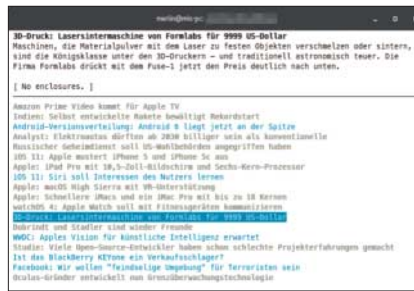 3D-Druck: Lasersintermaschine von Formlabs für 9999 US-Dollar
Maschinen, die Materialpulver mit dem Laser zu festen Objekten verschmelzen oder sintern,
sind die Königsklasse unter den 3D-Druckern – und traditionell astronomisch teuer. Die
Firma Formlabs drückt mit dem Fuse-1 jetzt den Preis deutlich nach unten.
[ No enclosures. ]
Amazon Prime Video kommt für Apple TV
Indien: Selbst entwickelte Rakete bewältigt Rekordstart
Android-Versionsverteilung: Android 6 liegt jetzt an der Spitze
Analyst: Elektroautos dürften ab 2030 billiger sein als konventionelle
Russischer Geheimdienst soll US-Wahlbehörden angegriffen haben
iOS 11: Apple mustert iPhone 5 und iPhone 5c aus
Apple: iPad Pro mit 10,5-Zoll-Bildschirm und Sechs-Kern-Prozessor
iOS 11: Siri soll Interessen des Nutzers lernen
Apple: macOS High Sierra mit VR-Unterstützung
Apple: Schnellere iMacs und ein iMac Pro mit bis zu 18 Kernen
watchOS 4: Apple Watch soll mit Fitnessgeräten kommunizieren
3D-Druck: Lasersintermaschine von Formlabs für 9999 US-Dollar
Dobrindt und Stadler sind wieder Freunde
WWDC: Apples Vision für künstliche Intelligenz erwartet
Studie: Viele Open-Source-Entwickler haben schon schlechte Projekterfahrungen gemacht
Ist das BlackBerry KEYone ein Verkaufsschlager?
Facebook: Wir wollen "feindselige Umgebung" für Terroristen sein
Oculus-Gründer entwickelt nun Grenzüberwachungstechnologie